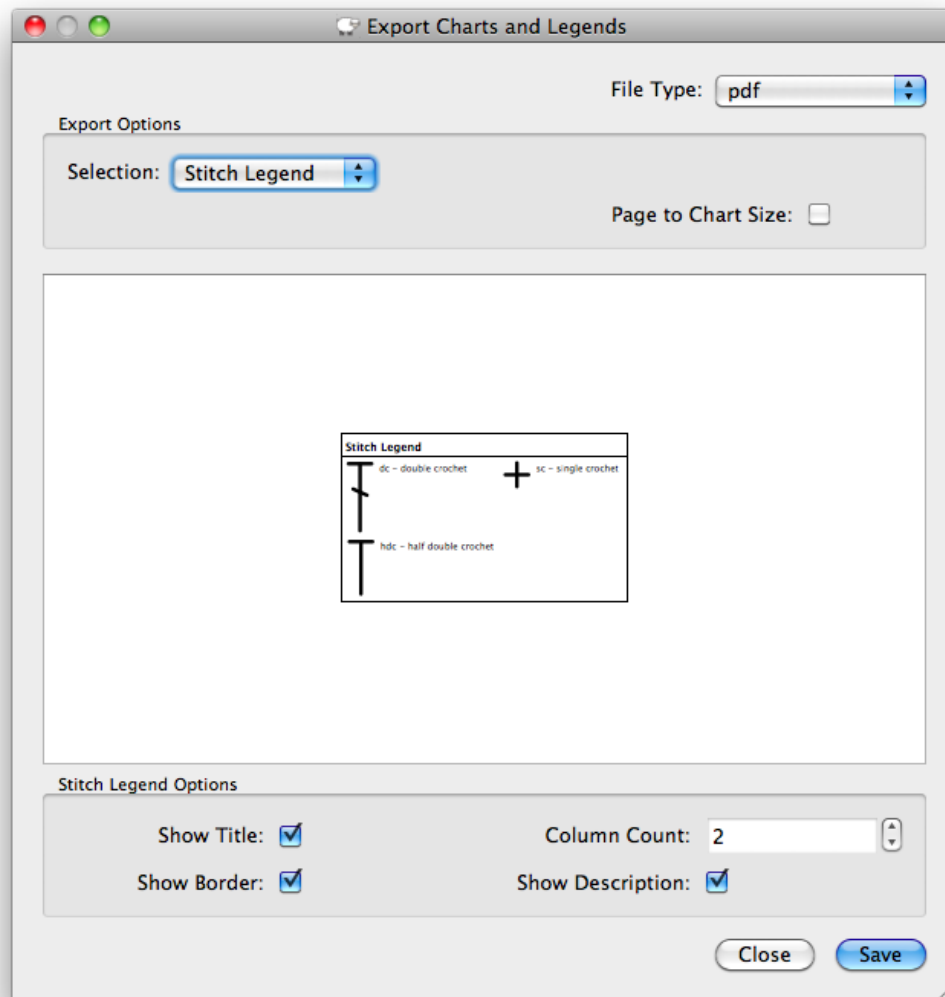 Export Charts and Legends
File Type: pdf
Export Options
Selection: Stitch Legend
Page to Chart Size:
Stitch Legend
dc – double crochet sc – single crochet
hdc – half double crochet
Stitch Legend Options
Show Title: Column Count: 2
Show Border: Show Description:
Close Save